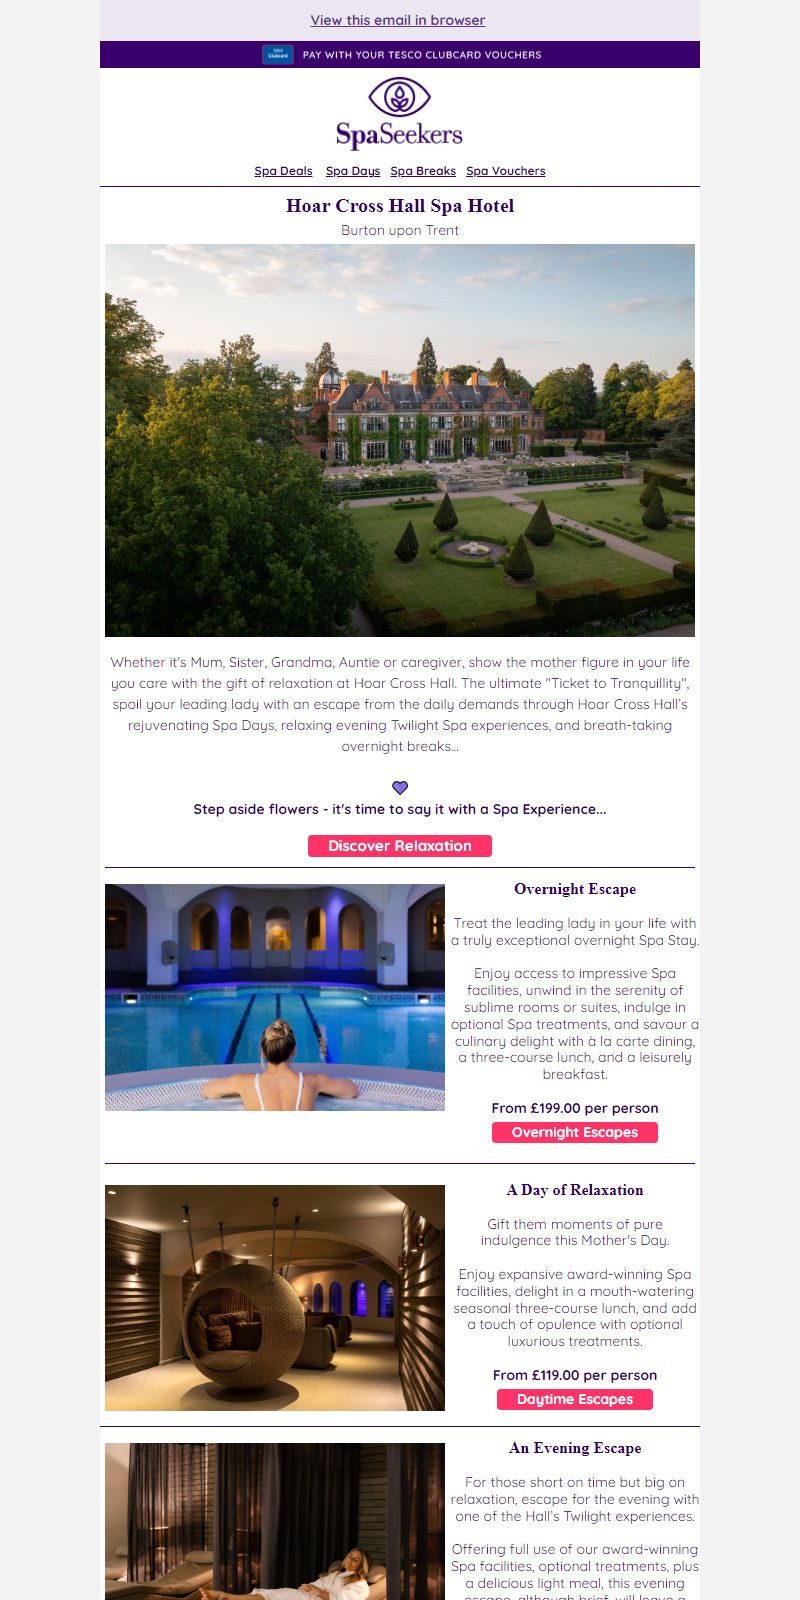 View this email in browser
Clubcard
PAY WITH YOUR TESCO CLUBCARD VOUCHERS
SpaSeekers
Spa Deals Spa Days Spa Breaks Spa Vouchers
Hoar Cross Hall Spa Hotel
Burton upon Trent
Whether it's Mum, Sister, Grandma, Auntie or caregiver, show the mother figure in your life
you care with the gift of relaxation at Hoar Cross Hall. The ultimate "Ticket to Tranquillity",
spoil your leading lady with an escape from the daily demands through Hoar Cross Hall's
rejuvenating Spa Days, relaxing evening Twilight Spa experiences, and breath-taking
overnight breaks...
Step aside flowers - it's time to say it with a Spa Experience...
Discover Relaxation
Overnight Escape
Treat the leading lady in your life with
a truly exceptional overnight Spa Stay.
Enjoy access to impressive Spa
facilities, unwind in the serenity of
sublime rooms or suites, indulge in
optional Spa treatments, and savour a
culinary delight with à la carte dining,
a three-course lunch, and a leisurely
breakfast.
From £199.00 per person
Overnight Escapes
A Day of Relaxation
Gift them moments of pure
indulgence this Mother's Day.
Enjoy expansive award-winning Spa
facilities, delight in a mouth-watering
seasonal three-course lunch, and add
a touch of opulence with optional
luxurious treatments.
From £119.00 per person
Daytime Escapes
An Evening Escape
For those short on time but big on
relaxation, escape for the evening with
one of the Hall's Twilight experiences.
Offering full use of our award-winning
Spa facilities, optional treatments, plus
a delicious light meal, this evening
escape, although brief, will leave a